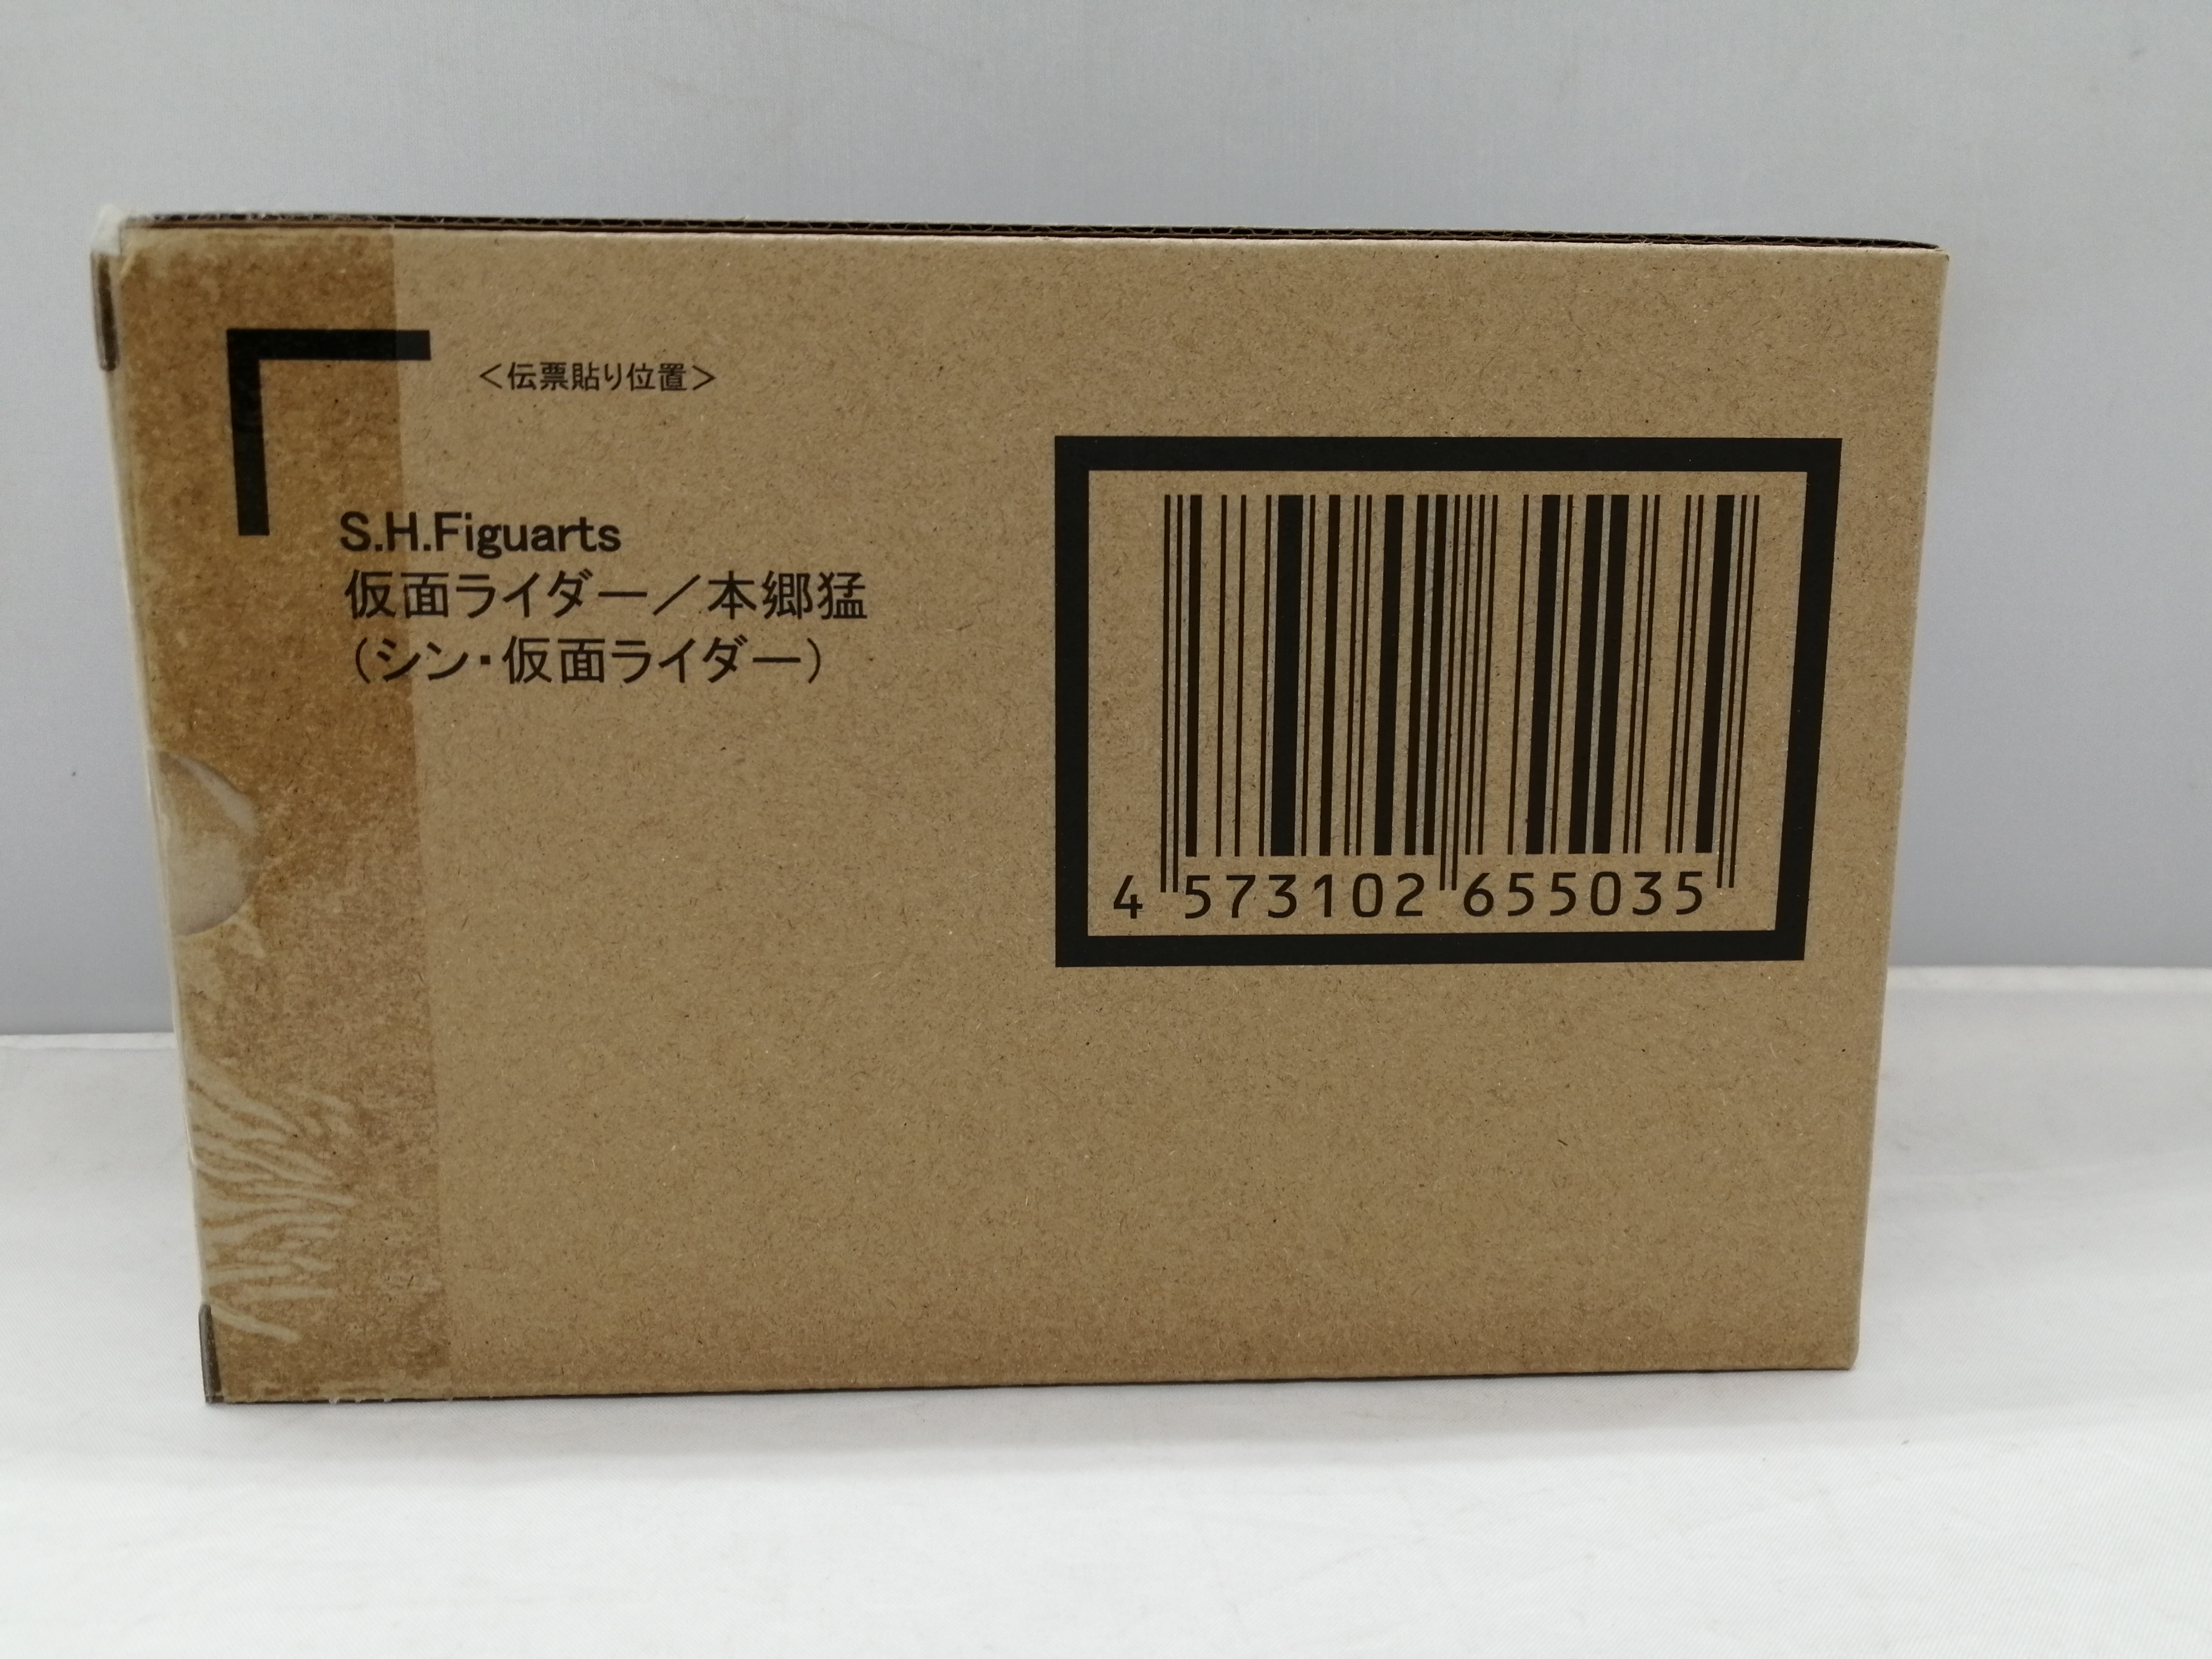 <伝票貼り位置>
S.H.Figuarts
仮面ライダー／本郷猛
（シン・仮面ライダー）
4 573102 655035